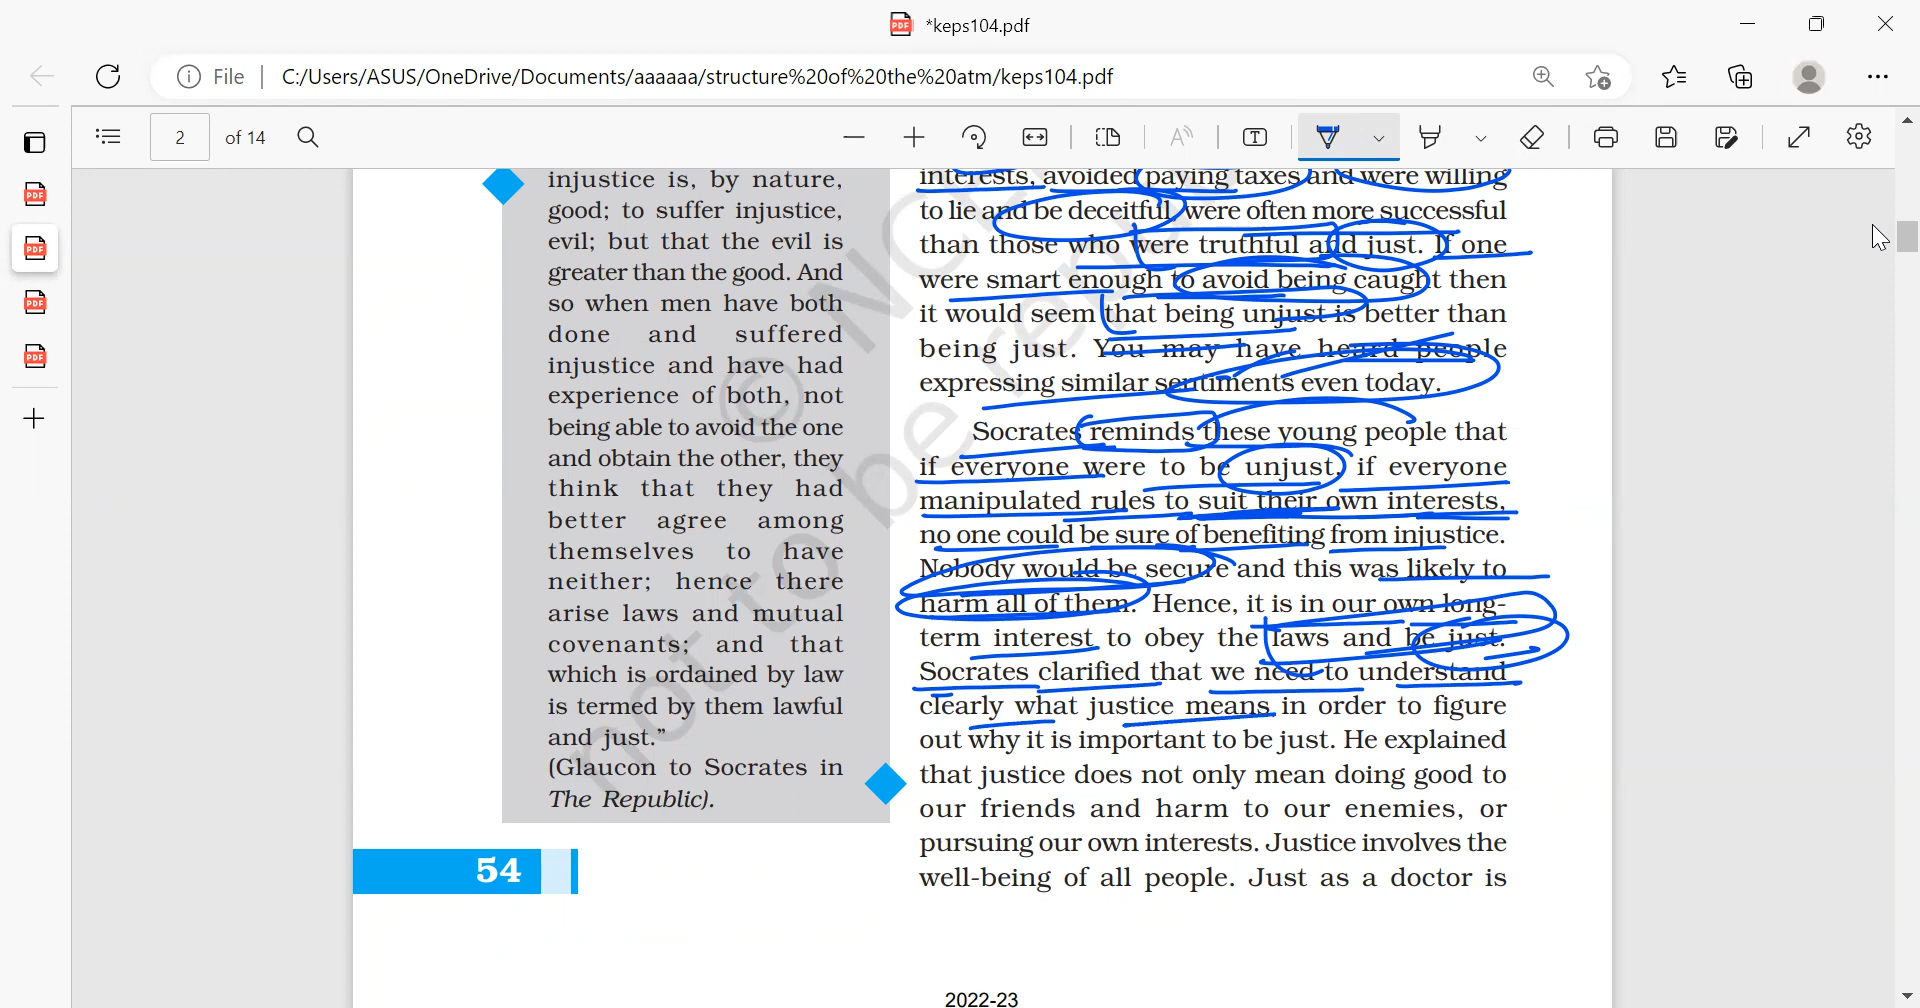 *keps104.pdf
File
C:/Users/ASUS/OneDrive/Documents/aaaaaa/structure%20of%20the%20atm/keps104.pdf
2 of 14
injustice is, by nature,
good; to suffer injustice,
evil; but that the evil is
greater than the good. And
so when men have both
done and suffered
injustice and have had
experience of both, not
being able to avoid the one
and obtain the other, they
think that they had
better agree among
themselves to have
neither; hence there
arise laws and mutual
covenants; and that
which is ordained by law
is termed by them lawful
and just.”
(Glaucon to Socrates in
The Republic).
54
interests, avoided paying taxes and were willing
to lie and be deceitful, were often more successful
than those who were truthful and just. If one
were smart enough to avoid being caught then
it would seem that being unjust is better than
being just. You may have heard people
expressing similar sentiments even today.
Socrates reminds these young people that
if everyone were to be unjust, if everyone
manipulated rules to suit their own interests,
no one could be sure of benefiting from injustice.
Nobody would be secure and this was likely to
harm all of them. Hence, it is in our own long-
term interest to obey the laws and be just.
Socrates clarified that we need to understand
clearly what justice means in order to figure
out why it is important to be just. He explained
that justice does not only mean doing good to
our friends and harm to our enemies, or
pursuing our own interests. Justice involves the
well-being of all people. Just as a doctor is
2022-23
© NC
not to be rep